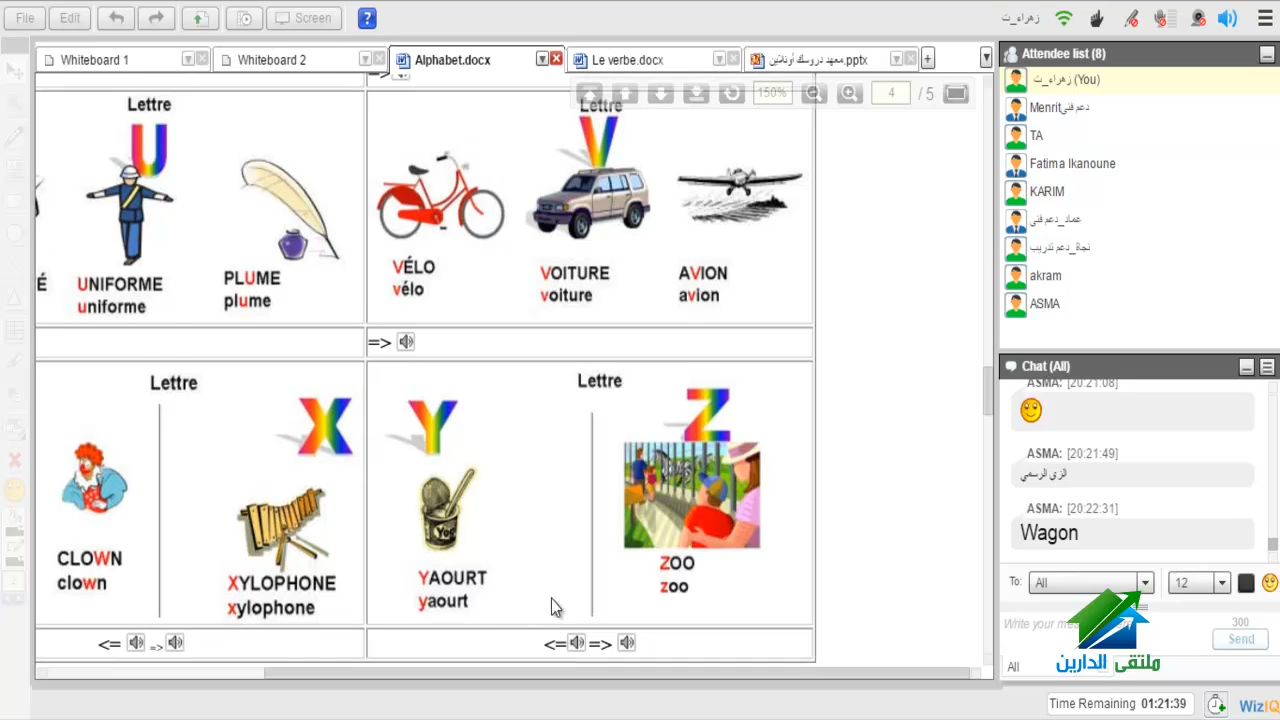 File
Edit
Screen
?
زهراء_ت
Whiteboard 1
Whiteboard 2
Alphabet.docx
Le verbe.docx
معهد دروسك أونلاين.pptx
150%
4
/ 5
=>
Lettre
U
UNIFORME
uniforme
PLUME
plume
É
Lettre
V
VÉLO
vélo
VOITURE
voiture
AVION
avion
=>
Lettre
X
CLOWN
clown
XYLOPHONE
xylophone
Lettre
Y
Z
YAOURT
yaourt
ZOO
zoo
<= =>
<= =>
Attendee list (8)
زهراء_ت (You)
Menritدعم فني
TA
Fatima Ikanoune
KARIM
عماد_دعم فني
نجاة_دعم تدريب
akram
ASMA
Chat (All)
ASMA: [20:21:08]
ASMA: [20:21:49]
الزي الرسمي
ASMA: [20:22:31]
Wagon
To:
All
12
Write your me
300
Send
ملتقى الدارين
All
Time Remaining 01:21:39
WizIQ